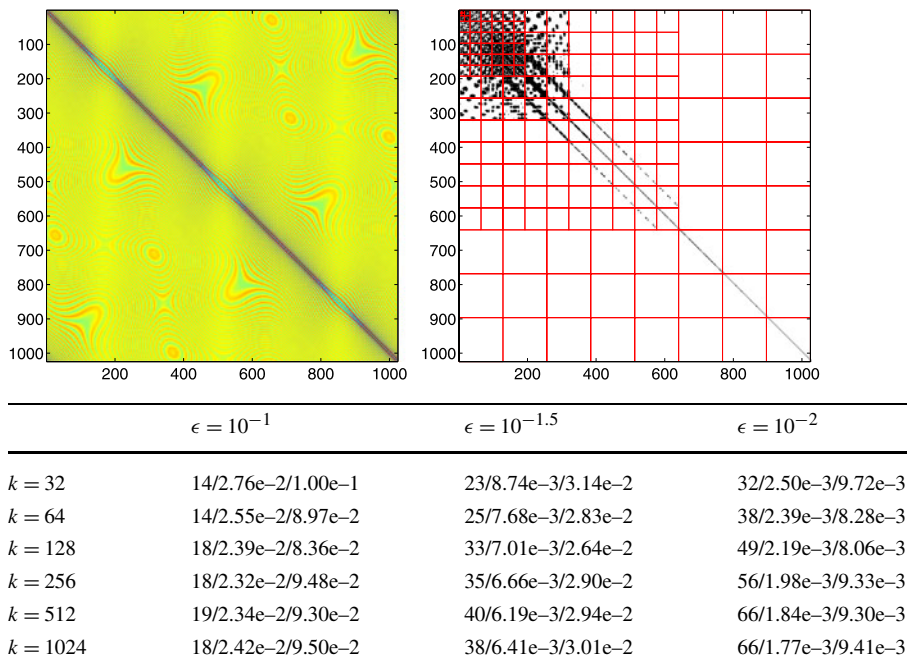 100
200
300
400
500
600
700
800
900
1000
200 400 600 800 1000
100
200
300
400
500
600
700
800
900
1000
200 400 600 800 1000
ϵ = 10⁻¹ ϵ = 10⁻¹·⁵ ϵ = 10⁻²
k = 32 14/2.76e–2/1.00e–1 23/8.74e–3/3.14e–2 32/2.50e–3/9.72e–3
k = 64 14/2.55e–2/8.97e–2 25/7.68e–3/2.83e–2 38/2.39e–3/8.28e–3
k = 128 18/2.39e–2/8.36e–2 33/7.01e–3/2.64e–2 49/2.19e–3/8.06e–3
k = 256 18/2.32e–2/9.48e–2 35/6.66e–3/2.90e–2 56/1.98e–3/9.33e–3
k = 512 19/2.34e–2/9.30e–2 40/6.19e–3/2.94e–2 66/1.84e–3/9.30e–3
k = 1024 18/2.42e–2/9.50e–2 38/6.41e–3/3.01e–2 66/1.77e–3/9.41e–3